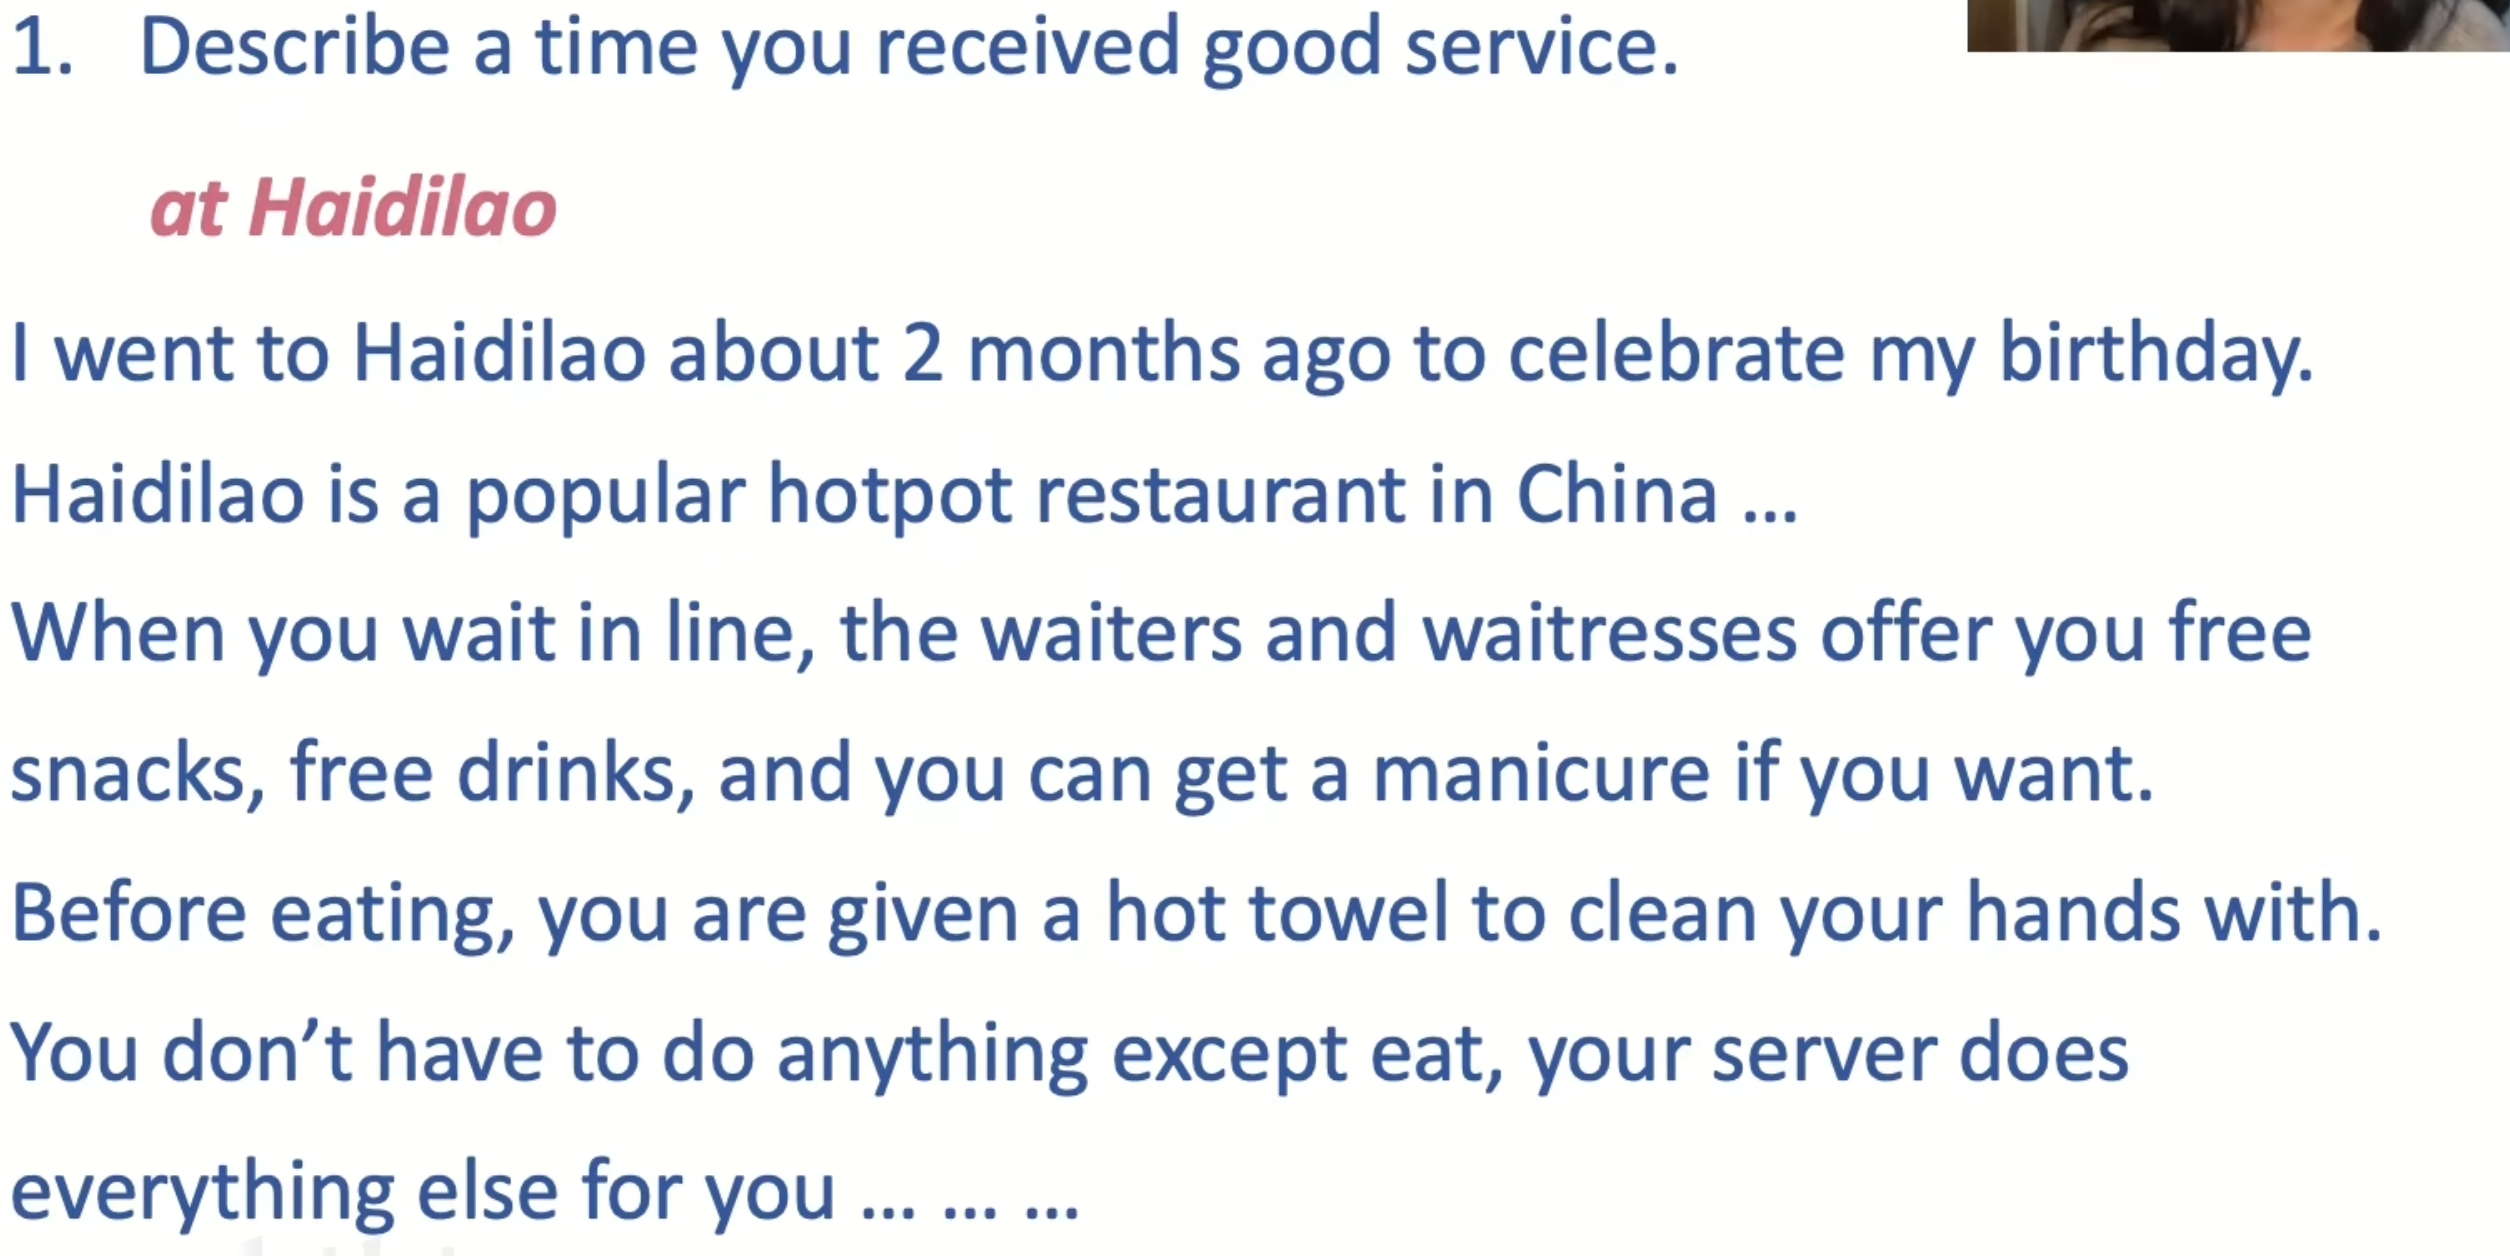 1. Describe a time you received good service.
at Haidilao
I went to Haidilao about 2 months ago to celebrate my birthday.
Haidilao is a popular hotpot restaurant in China ...
When you wait in line, the waiters and waitresses offer you free
snacks, free drinks, and you can get a manicure if you want.
Before eating, you are given a hot towel to clean your hands with.
You don’t have to do anything except eat, your server does
everything else for you ... ... ...